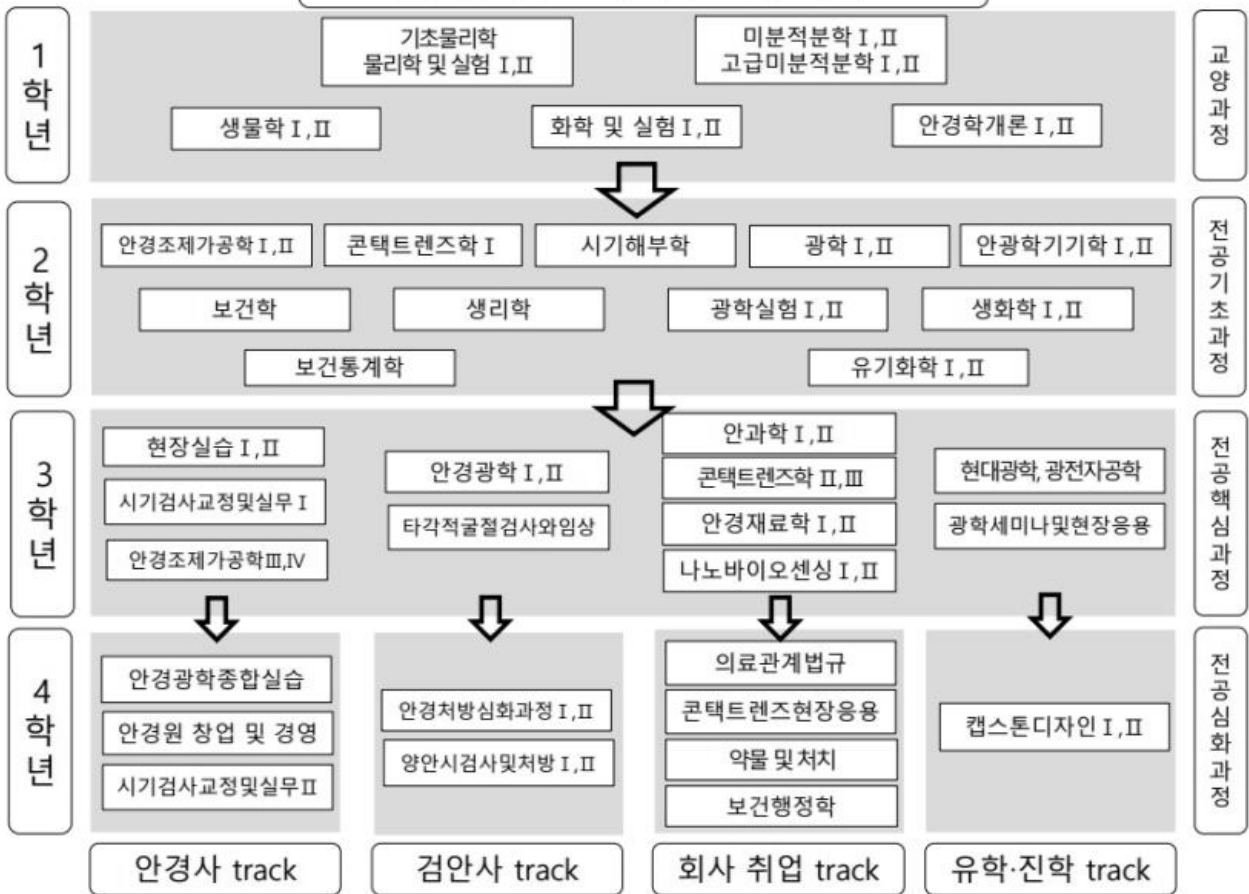 1학년
기초물리학
물리학 및 실험 Ⅰ,Ⅱ
미분적분학 Ⅰ,Ⅱ
고급미분적분학 Ⅰ,Ⅱ
생물학 Ⅰ,Ⅱ
화학 및 실험 Ⅰ,Ⅱ
안경학개론 Ⅰ,Ⅱ
교양과정
2학년
안경조제가공학 Ⅰ,Ⅱ
콘택트렌즈학 Ⅰ
시기해부학
광학 Ⅰ,Ⅱ
안광학기기학 Ⅰ,Ⅱ
보건학
생리학
광학실험 Ⅰ,Ⅱ
생화학 Ⅰ,Ⅱ
보건통계학
유기화학 Ⅰ,Ⅱ
전공기초과정
3학년
현장실습 Ⅰ,Ⅱ
시기검사교정및실무 Ⅰ
안경조제가공학Ⅲ,Ⅳ
안경광학 Ⅰ,Ⅱ
타각적굴절검사와임상
안과학 Ⅰ,Ⅱ
콘택트렌즈학 Ⅱ,Ⅲ
안경재료학 Ⅰ,Ⅱ
나노바이오센싱 Ⅰ,Ⅱ
현대광학, 광전자공학
광학세미나및현장응용
전공핵심과정
4학년
안경광학종합실습
안경원 창업 및 경영
시기검사교정및실무Ⅱ
안경처방심화과정 Ⅰ,Ⅱ
양안시검사및처방 Ⅰ,Ⅱ
의료관계법규
콘택트렌즈현장응용
약물 및 처치
보건행정학
캡스톤디자인 Ⅰ,Ⅱ
전공심화과정
안경사 track
검안사 track
회사 취업 track
유학·진학 track